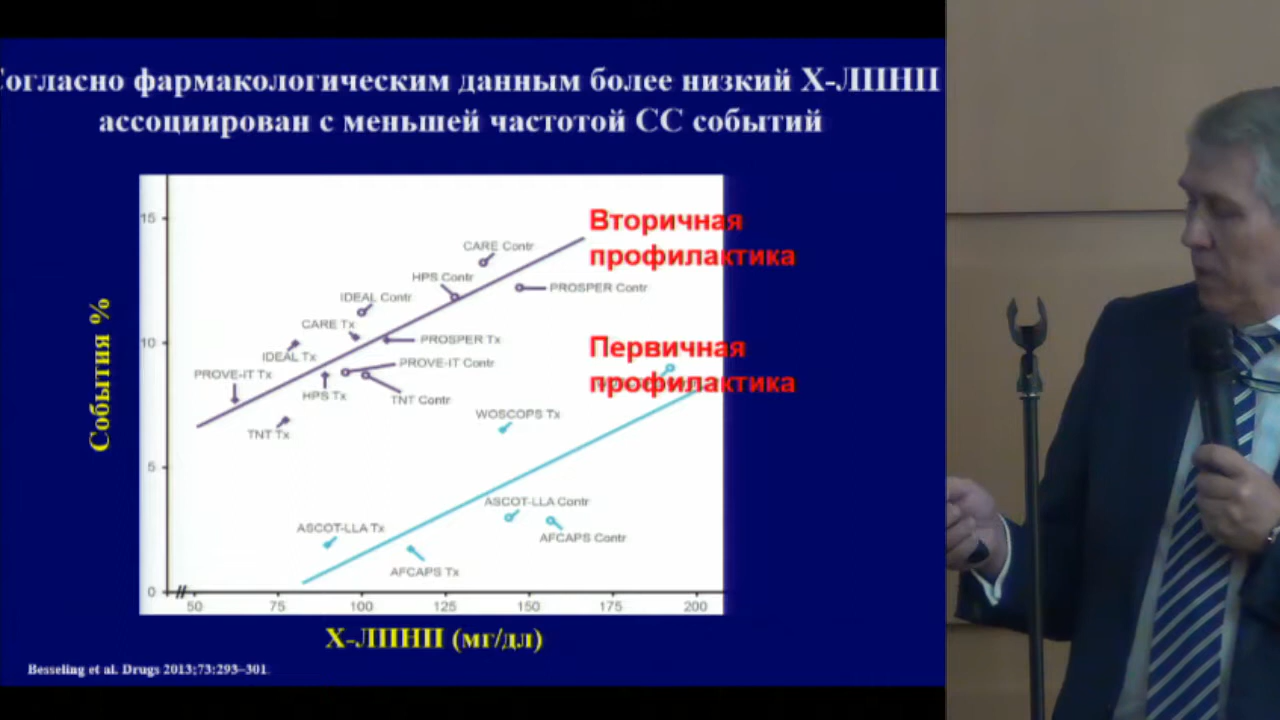 Согласно фармакологическим данным более низкий Х-ЛПНП
ассоциирован с меньшей частотой СС событий
Вторичная
профилактика
Первичная
профилактика
События %
15
10
5
0
CARE Contr
HPS Contr
PROSPER Contr
IDEAL Contr
CARE Tx
PROSPER Tx
IDEAL Tx
PROVE-IT Contr
PROVE-IT Tx
HPS Tx
TNT Contr
TNT Tx
WOSCOPS Tx
ASCOT-LLA Contr
ASCOT-LLA Tx
AFCAPS Contr
AFCAPS Tx
50 75 100 125 150 175 200
Х-ЛПНП (мг/дл)
Besseling et al. Drugs 2013;73:293–301